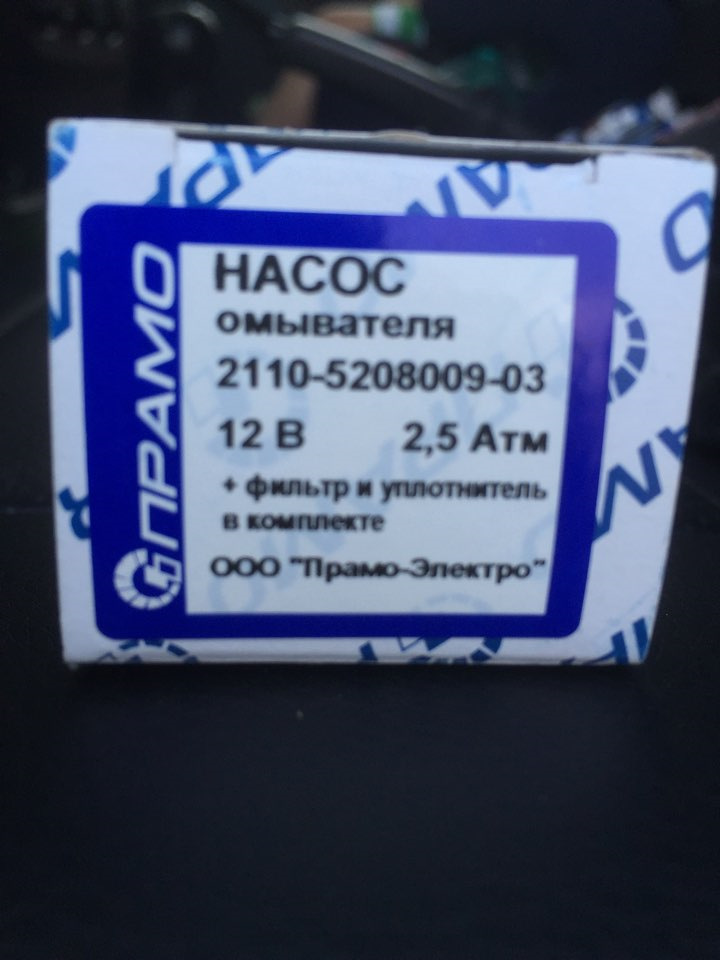 ПРАМО
НАСОС
омывателя
2110-5208009-03
12 В 2,5 Атм
+ фильтр и уплотнитель
в комплекте
ООО "Прамо-Электро"